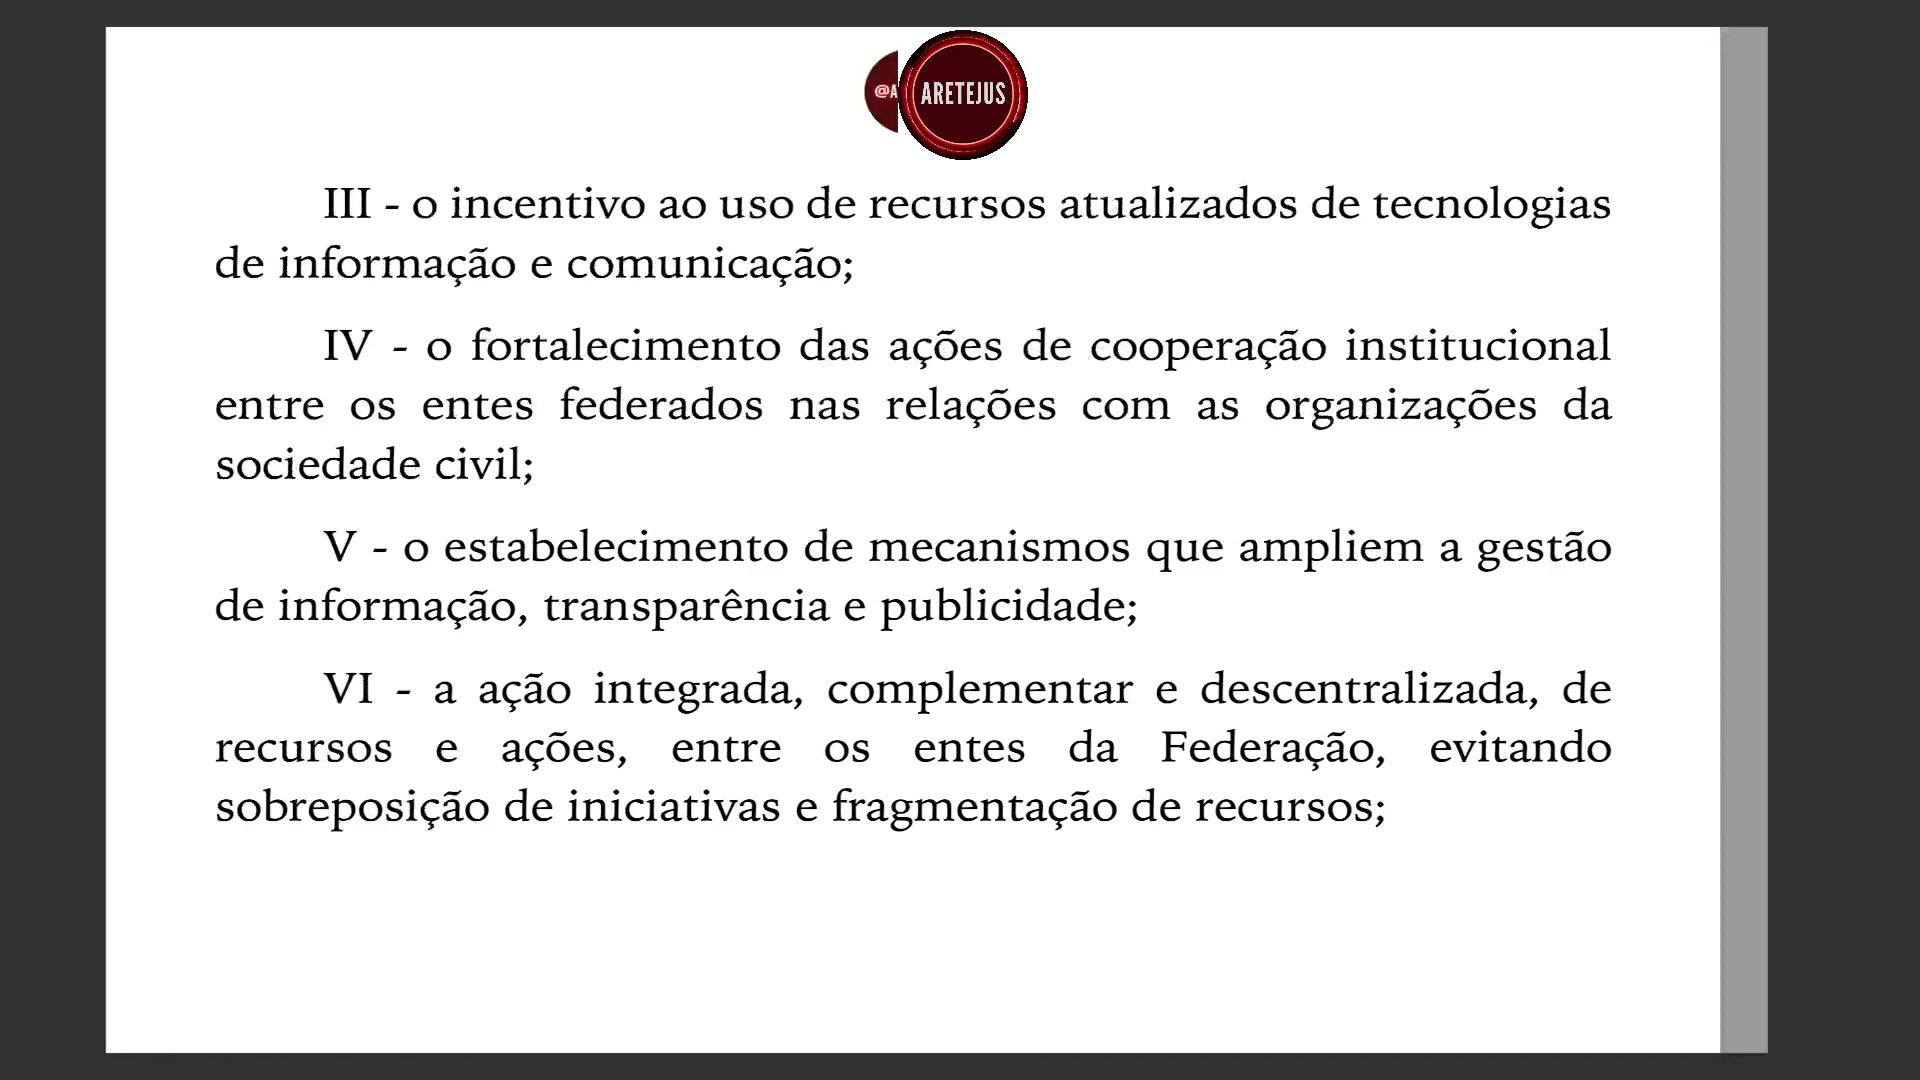 @A
ARETEJUS
III - o incentivo ao uso de recursos atualizados de tecnologias
de informação e comunicação;
IV - o fortalecimento das ações de cooperação institucional
entre os entes federados nas relações com as organizações da
sociedade civil;
V - o estabelecimento de mecanismos que ampliem a gestão
de informação, transparência e publicidade;
VI - a ação integrada, complementar e descentralizada, de
recursos e ações, entre os entes da Federação, evitando
sobreposição de iniciativas e fragmentação de recursos;